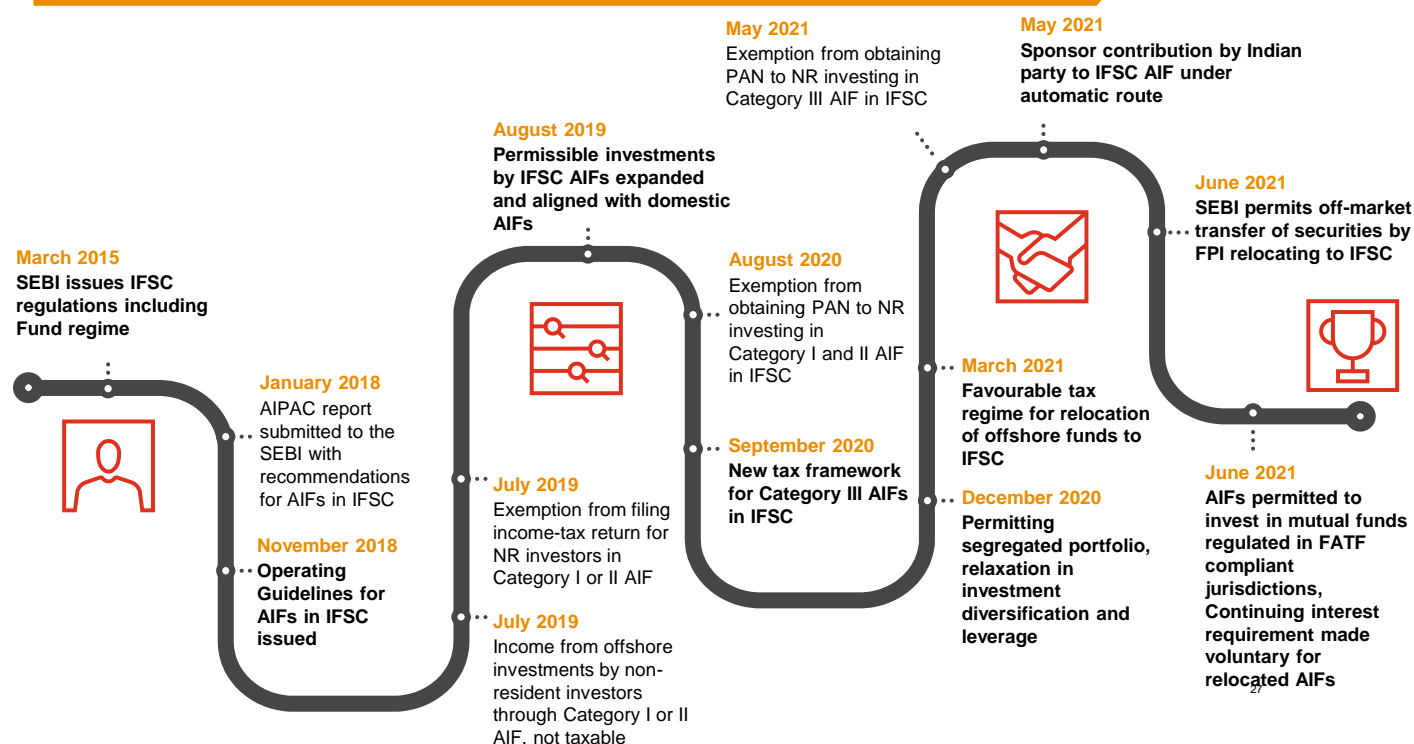 March 2015
SEBI issues IFSC
regulations including
Fund regime
January 2018
AIPAC report
submitted to the
SEBI with
recommendations
for AIFs in IFSC
November 2018
Operating
Guidelines for
AIFs in IFSC
issued
July 2019
Income from offshore
investments by non-
resident investors
through Category I or II
AIF, not taxable
July 2019
Exemption from filing
income-tax return for
NR investors in
Category I or II AIF
August 2019
Permissible investments
by IFSC AIFs expanded
and aligned with domestic
AIFs
August 2020
Exemption from
obtaining PAN to NR
investing in
Category I and II AIF
in IFSC
September 2020
New tax framework
for Category III AIFs
in IFSC
December 2020
Permitting
segregated portfolio,
relaxation in
investment
diversification and
leverage
March 2021
Favourable tax
regime for relocation
of offshore funds to
IFSC
May 2021
Exemption from obtaining
PAN to NR investing in
Category III AIF in IFSC
May 2021
Sponsor contribution by Indian
party to IFSC AIF under
automatic route
June 2021
SEBI permits off-market
transfer of securities by
FPI relocating to IFSC
June 2021
AIFs permitted to
invest in mutual funds
regulated in FATF
compliant
jurisdictions,
Continuing interest
requirement made
voluntary for
relocated AIFs
27